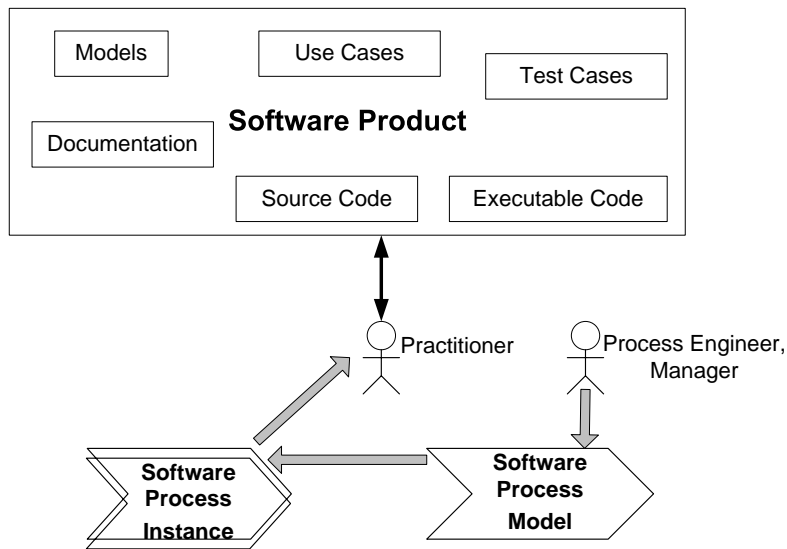 Models
Use Cases
Test Cases
Software Product
Documentation
Source Code
Executable Code
Practitioner
Process Engineer,
Manager
Software
Process
Instance
Software
Process
Model